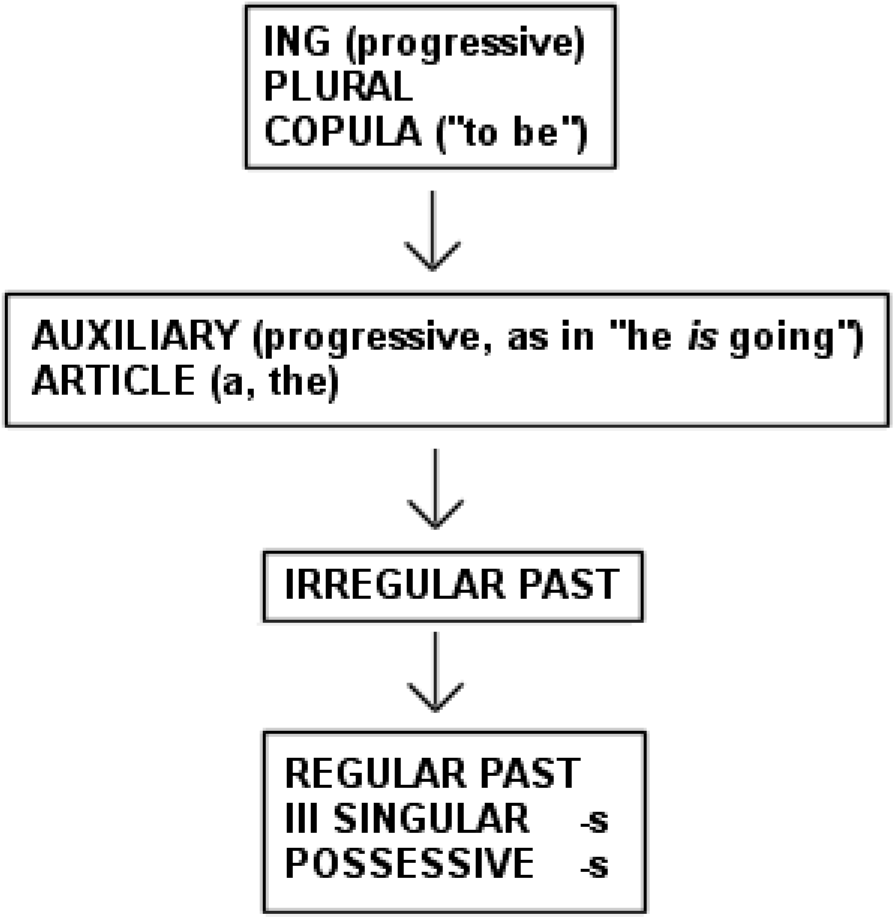 ING (progressive)
PLURAL
COPULA ("to be")
AUXILIARY (progressive, as in "he is going")
ARTICLE (a, the)
IRREGULAR PAST
REGULAR PAST
III SINGULAR -s
POSSESSIVE -s